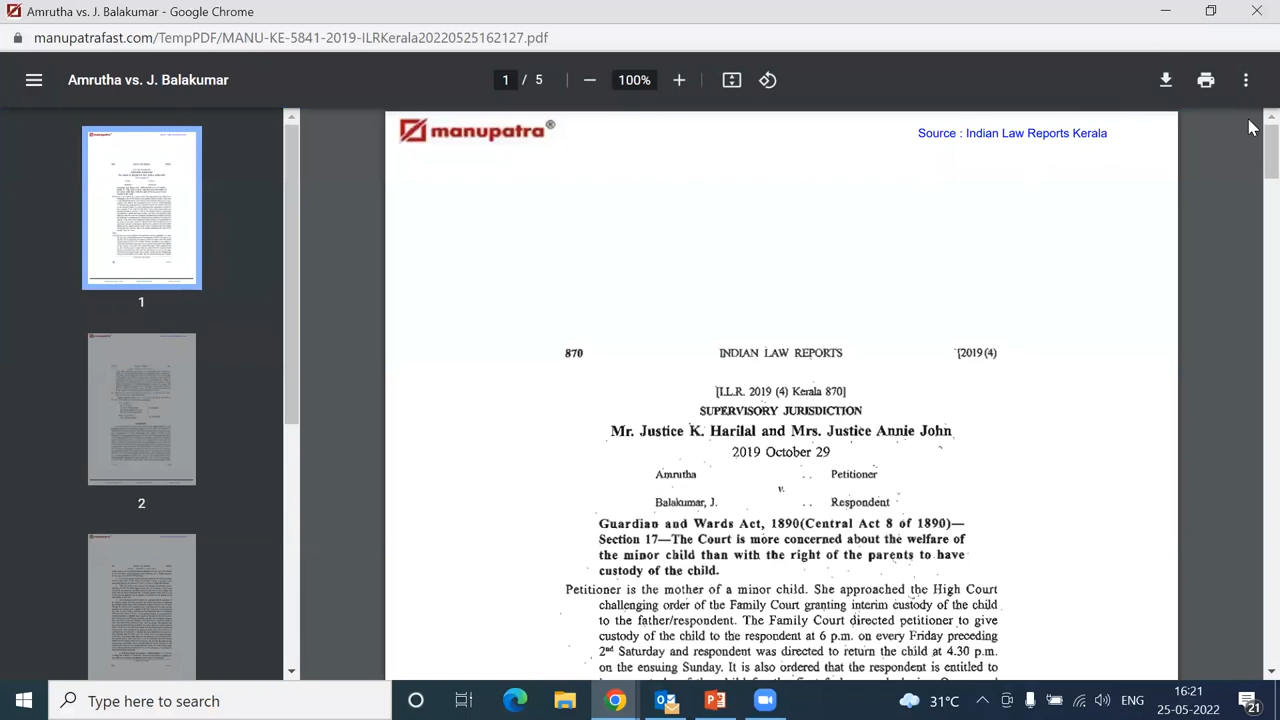 Amrutha vs. J. Balakumar - Google Chrome
manupatrafast.com/TempPDF/MANU-KE-5841-2019-ILRKerala20220525162127.pdf
Amrutha vs. J. Balakumar
1 / 5
100%
manupatra®
Source : Indian Law Reports Kerala
870 INDIAN LAW REPORTS [2019 (4)
[I.L.R. 2019 (4) Kerala 870]
SUPERVISORY JURISDICTION
Mr. Justice K. Harilal and Mrs. Justice Annie John
2019 October 29
Amrutha .. Petitioner
v.
Balakumar, J. .. Respondent
Guardian and Wards Act, 1890(Central Act 8 of 1890)—
Section 17—The Court is more concerned about the welfare of
the minor child than with the right of the parents to have
custody of the child.
Petitioner is the mother of a minor child. She approached the High Court
challenging order of the Family Court granting interim custody of the child
to the father/respondent. The Family Court directed petitioner to give
custody of the child to the respondent at 6 p.m. on every Friday preceding
2nd Saturday and respondent was directed to return the child at 4.30 p.m.
on the ensuing Sunday. It is also ordered that the respondent is entitled to
1
2
Type here to search
31°C
ENG
16:21
25-05-2022
21